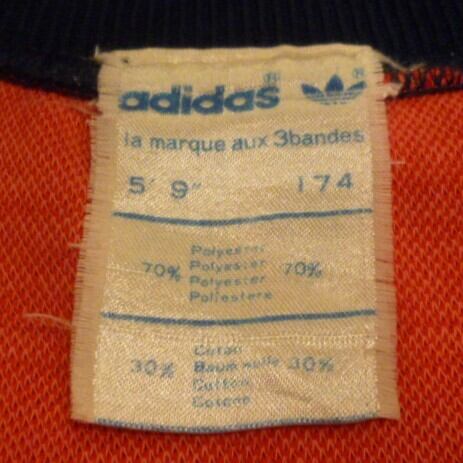 adidas®
®
la marque aux 3bandes
5' 9" 174
Polyester
70% Polyester 70%
Polyester
Poliestere
Coton
30% Baumwolle 30%
Cotton
Cotone